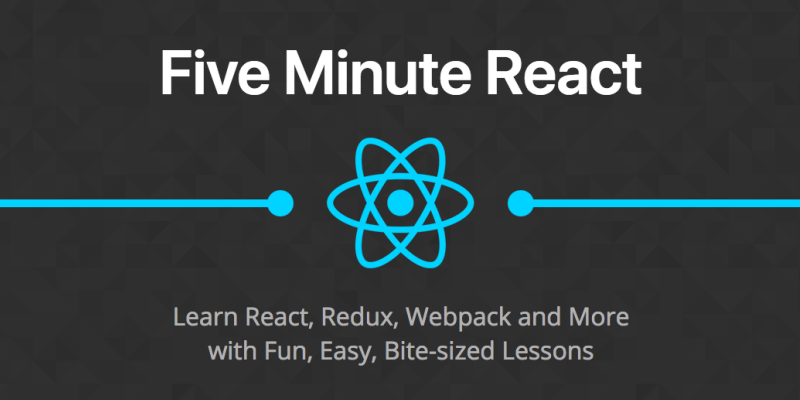 Five Minute React
Learn React, Redux, Webpack and More
with Fun, Easy, Bite-sized Lessons